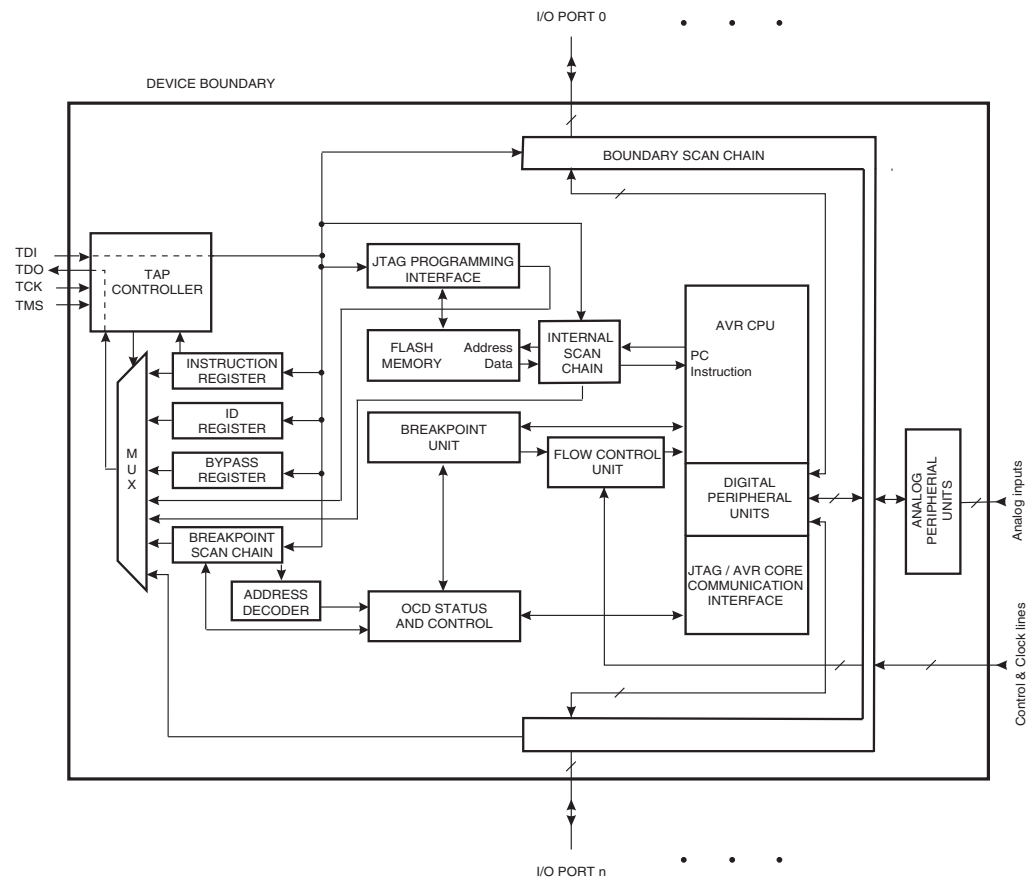 I/O PORT 0
DEVICE BOUNDARY
BOUNDARY SCAN CHAIN
TDI
TDO
TCK
TMS
TAP
CONTROLLER
JTAG PROGRAMMING
INTERFACE
AVR CPU
FLASH
MEMORY
Address
Data
INTERNAL
SCAN
CHAIN
PC
Instruction
INSTRUCTION
REGISTER
ID
REGISTER
BYPASS
REGISTER
M
U
X
BREAKPOINT
UNIT
FLOW CONTROL
UNIT
DIGITAL
PERIPHERAL
UNITS
ANALOG
PERIPHERIAL
UNITS
Analog inputs
BREAKPOINT
SCAN CHAIN
ADDRESS
DECODER
OCD STATUS
AND CONTROL
JTAG / AVR CORE
COMMUNICATION
INTERFACE
Control & Clock lines
I/O PORT n